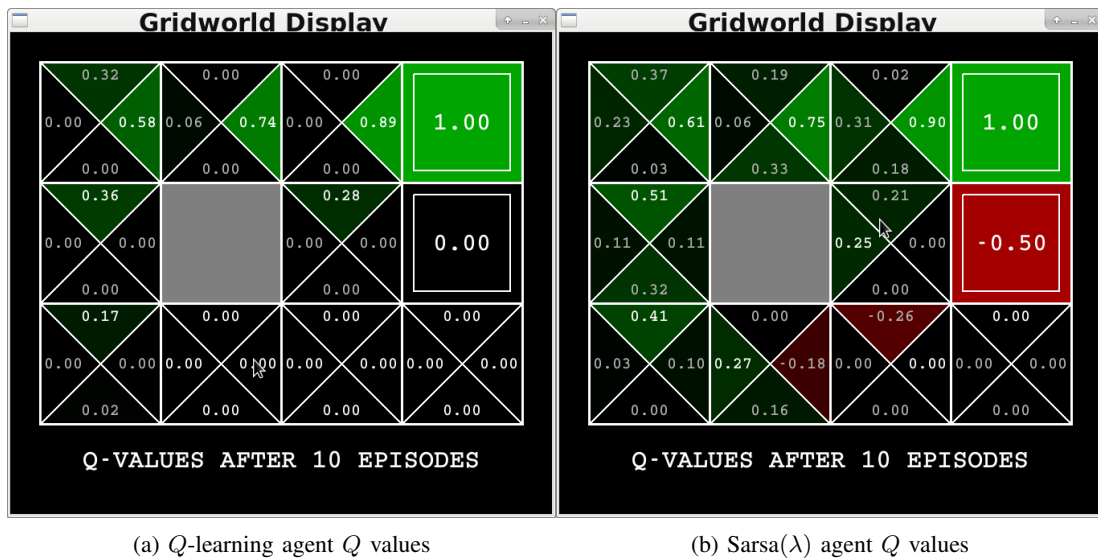 Gridworld Display
0.32 0.00 0.00
0.00 0.58 0.06 0.74 0.00 0.89 1.00
0.00 0.00 0.00
0.36 0.28
0.00 0.00 0.00 0.00 0.00
0.00 0.00
0.17 0.00 0.00 0.00
0.00 0.00 0.00 0.00 0.00 0.00 0.00 0.00
0.02 0.00 0.00 0.00
Q-VALUES AFTER 10 EPISODES
(a) Q-learning agent Q values
Gridworld Display
0.37 0.19 0.02
0.23 0.61 0.06 0.75 0.31 0.90 1.00
0.03 0.33 0.18
0.51 0.21
0.11 0.11 0.25 0.00 -0.50
0.32 0.00
0.41 0.00 -0.26 0.00
0.03 0.10 0.27 -0.18 0.00 0.00 0.00 0.00
0.00 0.16 0.00 0.00
Q-VALUES AFTER 10 EPISODES
(b) Sarsa(λ) agent Q values